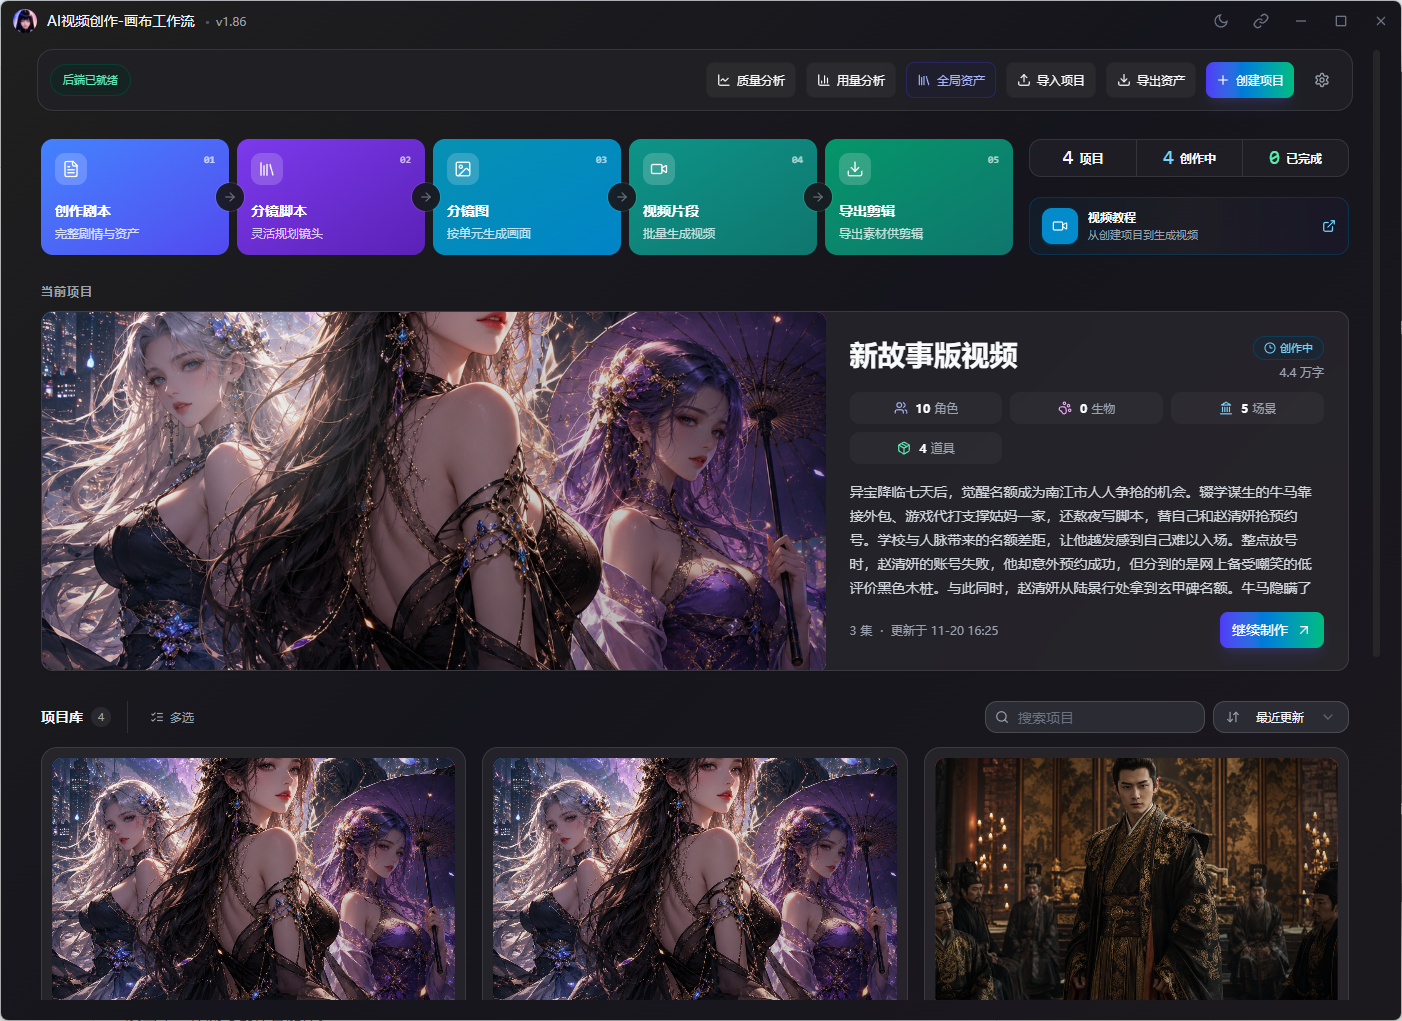 AI视频创作-画布工作流 • v1.86
后端已就绪
质量分析
用量分析
全局资产
导入项目
导出资产
创建项目
01
创作剧本
完整剧情与资产
02
分镜脚本
灵活规划镜头
03
分镜图
按单元生成画面
04
视频片段
批量生成视频
05
导出剪辑
导出素材供剪辑
4 项目
4 创作中
0 已完成
视频教程
从创建项目到生成视频
当前项目
新故事版视频
创作中
4.4 万字
10 角色
0 生物
5 场景
4 道具
异宝降临七天后，觉醒名额成为南江市人人争抢的机会。辍学谋生的牛马靠
接外包、游戏代打支撑姑妈一家，还熬夜写脚本，替自己和赵清妍抢预约
号。学校与人脉带来的名额差距，让他越发感到自己难以入场。整点放号
时，赵清妍的账号失败，他却意外预约成功，但分到的是网上备受嘲笑的低
评价黑色木桩。与此同时，赵清妍从陆景行处拿到玄甲碑名额。牛马隐瞒了
3 集 · 更新于 11-20 16:25
继续制作
项目库 4
多选
搜索项目
最近更新